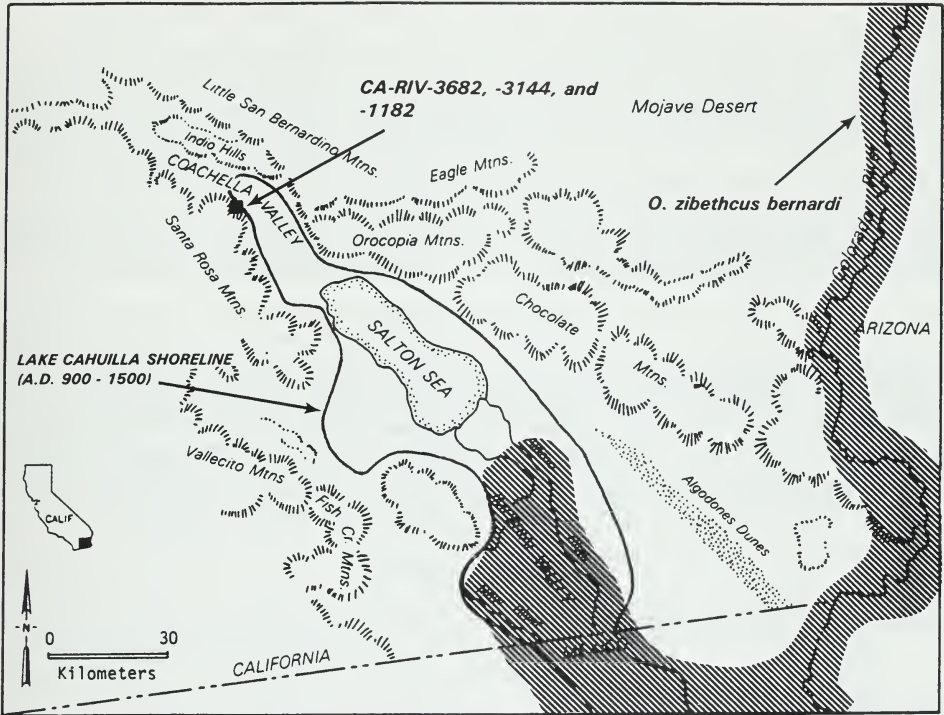 CA-RIV-3682, -3144, and
-1182
Little San Bernardino Mtns.
Mojave Desert
Indio Hills
COACHELLA VALLEY
Eagle Mtns.
O. zibethcus bernardi
Orocopia Mtns.
Santa Rosa Mtns.
Colorado River
Chocolate
Mtns.
ARIZONA
SALTON SEA
LAKE CAHUILLA SHORELINE
(A.D. 900 - 1500)
Vallecito Mtns
Fish Cr. Mtns.
Algodones Dunes
CALIF
-N-
0 30
Kilometers
CALIFORNIA
MEXICO